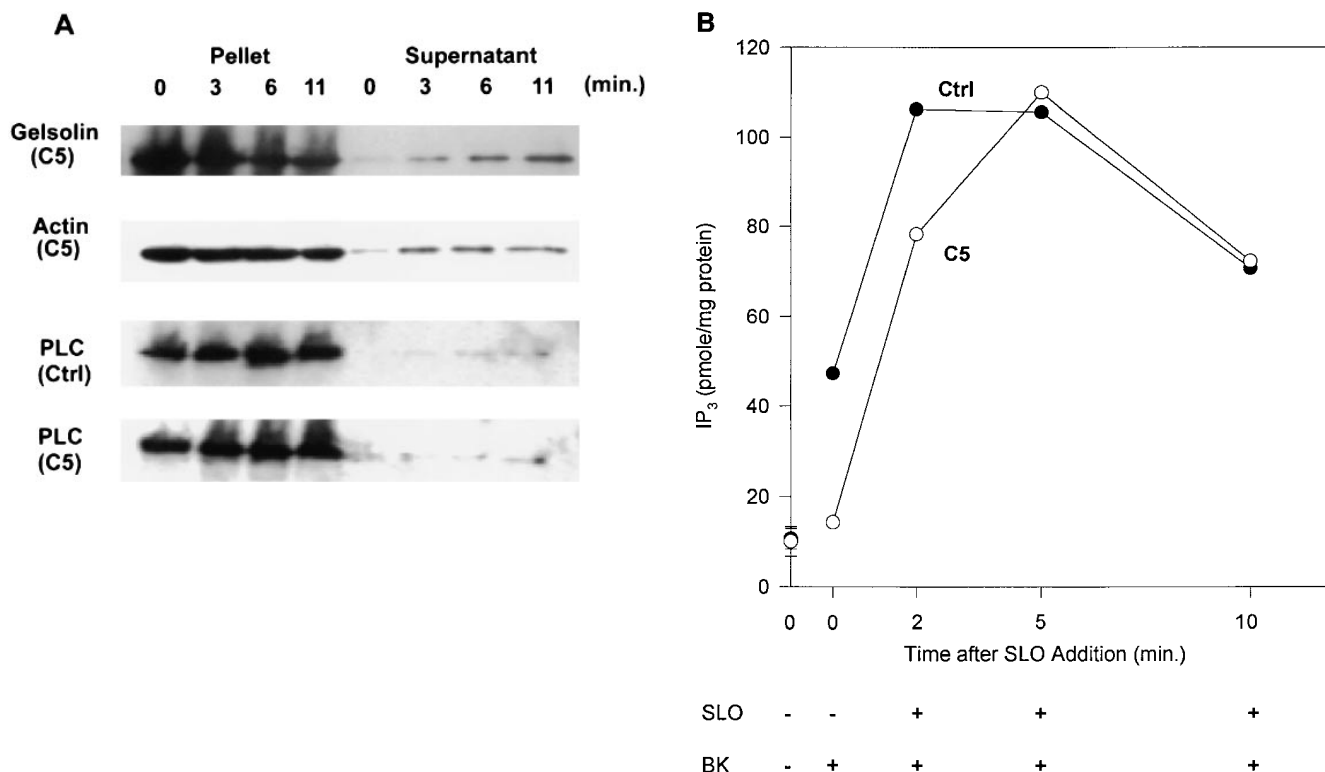 A
Pellet Supernatant
0 3 6 11 0 3 6 11 (min.)
Gelsolin
(C5)
Actin
(C5)
PLC
(Ctrl)
PLC
(C5)
B
120
100
80
60
40
20
0
IP3 (pmole/mg protein)
Ctrl
C5
0 0 2 5 10
Time after SLO Addition (min.)
SLO - - + + +
BK - + + + +